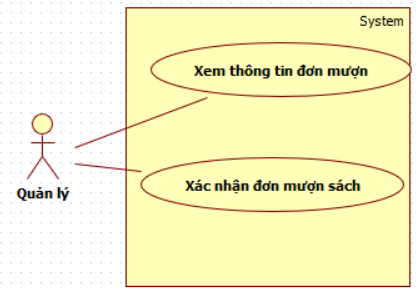 System
Xem thông tin đơn mượn
Quản lý
Xác nhận đơn mượn sách